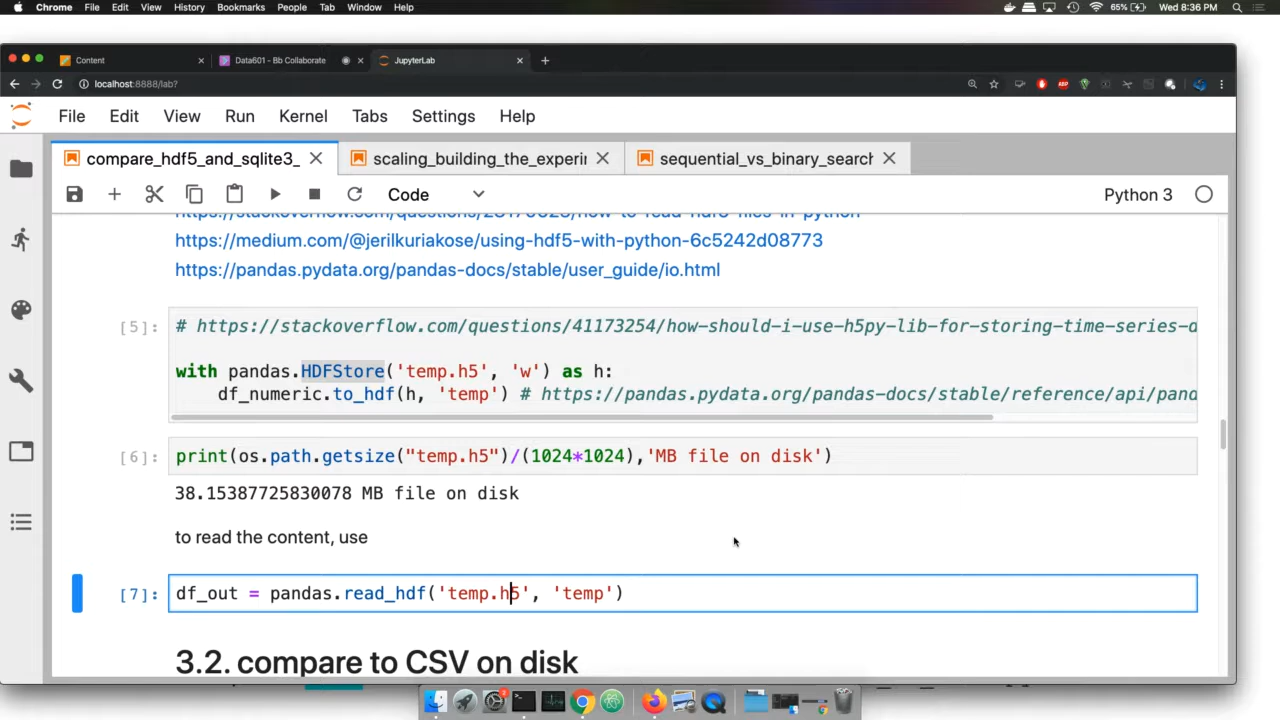 Chrome File Edit View History Bookmarks People Tab Window Help 65% Wed 8:36 PM
Content Data601 - Bb Collaborate JupyterLab
localhost:8888/lab?
File Edit View Run Kernel Tabs Settings Help
compare_hdf5_and_sqlite3_ scaling_building_the_experir sequential_vs_binary_search
Code Python 3
https://medium.com/@jerilkuriakose/using-hdf5-with-python-6c5242d08773
https://pandas.pydata.org/pandas-docs/stable/user_guide/io.html
[5]: # https://stackoverflow.com/questions/41173254/how-should-i-use-h5py-lib-for-storing-time-series-d
with pandas.HDFStore('temp.h5', 'w') as h:
df_numeric.to_hdf(h, 'temp') # https://pandas.pydata.org/pandas-docs/stable/reference/api/pand
[6]: print(os.path.getsize("temp.h5")/(1024*1024),'MB file on disk')
38.15387725830078 MB file on disk
to read the content, use
[7]: df_out = pandas.read_hdf('temp.h5', 'temp')
3.2. compare to CSV on disk